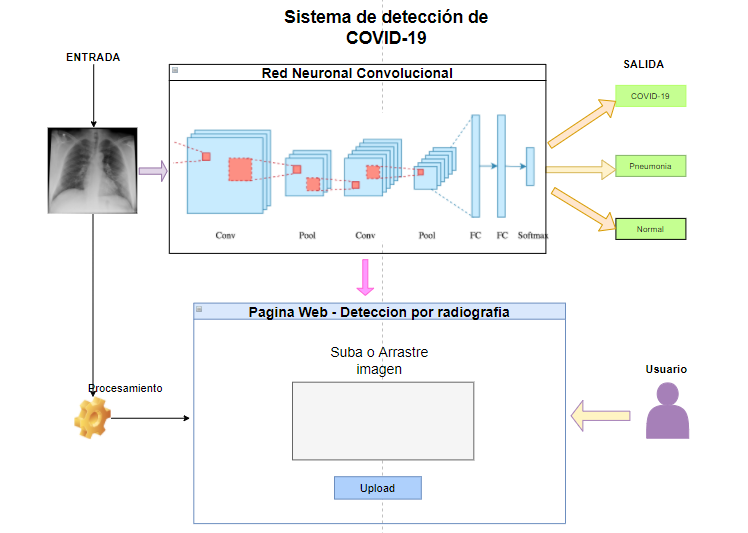 Sistema de detección de
COVID-19
ENTRADA
Red Neuronal Convolucional
SALIDA
COVID-19
Pneumonia
Normal
Conv
Pool
Conv
Pool
FC
FC
Softmax
Pagina Web - Deteccion por radiografia
Suba o Arrastre
imagen
Upload
Procesamiento
Usuario